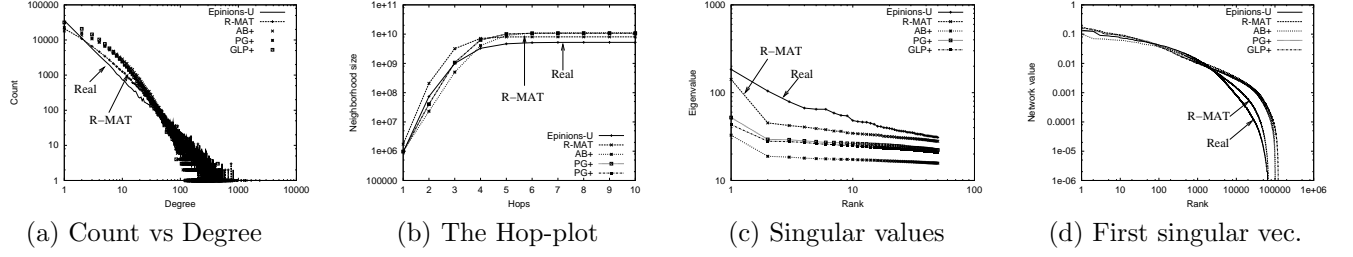 100000
10000
1000
100
10
1
Count
1
10
100
1000
10000
Degree
Epinions-U
R-MAT
AB+
PG+
GLP+
Real
R−MAT
(a) Count vs Degree
1e+11
1e+10
1e+09
1e+08
1e+07
1e+06
100000
Neighborhood size
1 2 3 4 5 6 7 8 9 10
Hops
R−MAT
Real
Epinions-U
R-MAT
AB+
PG+
PG+
(b) The Hop-plot
1000
100
10
Eigenvalue
1
10
100
Rank
Epinions-U
R-MAT
AB+
PG+
GLP+
R−MAT
Real
(c) Singular values
1
0.1
0.01
0.001
0.0001
1e-05
1e-06
Network value
1
10
100
1000
10000
100000
1e+06
Rank
Epinions-U
R-MAT
AB+
PG+
GLP+
R−MAT
Real
(d) First singular vec.